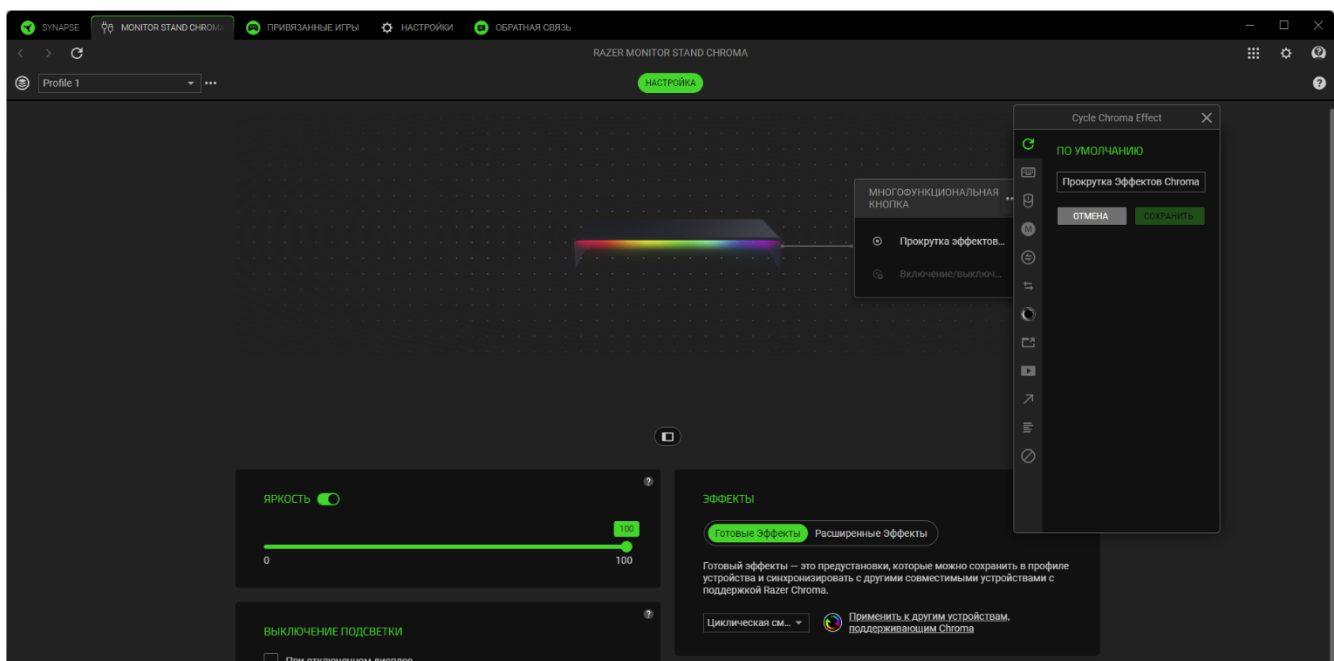 SYNAPSE
MONITOR STAND CHROMA
ПРИВЯЗАННЫЕ ИГРЫ
НАСТРОЙКИ
ОБРАТНАЯ СВЯЗЬ
RAZER MONITOR STAND CHROMA
Profile 1
НАСТРОЙКА
Cycle Chroma Effect
ПО УМОЛЧАНИЮ
Прокрутка Эффектов Chroma
ОТМЕНА
СОХРАНИТЬ
МНОГОФУНКЦИОНАЛЬНАЯ
КНОПКА
Прокрутка эффектов...
Включение/выключ...
ЯРКОСТЬ
100
0
100
ВЫКЛЮЧЕНИЕ ПОДСВЕТКИ
При отключенном дисплее
ЭФФЕКТЫ
Готовые Эффекты
Расширенные Эффекты
Готовый эффекты — это предустановки, которые можно сохранить в профиле
устройства и синхронизировать с другими совместимыми устройствами с
поддержкой Razer Chroma.
Циклическая см...
Применить к другим устройствам,
поддерживающим Chroma